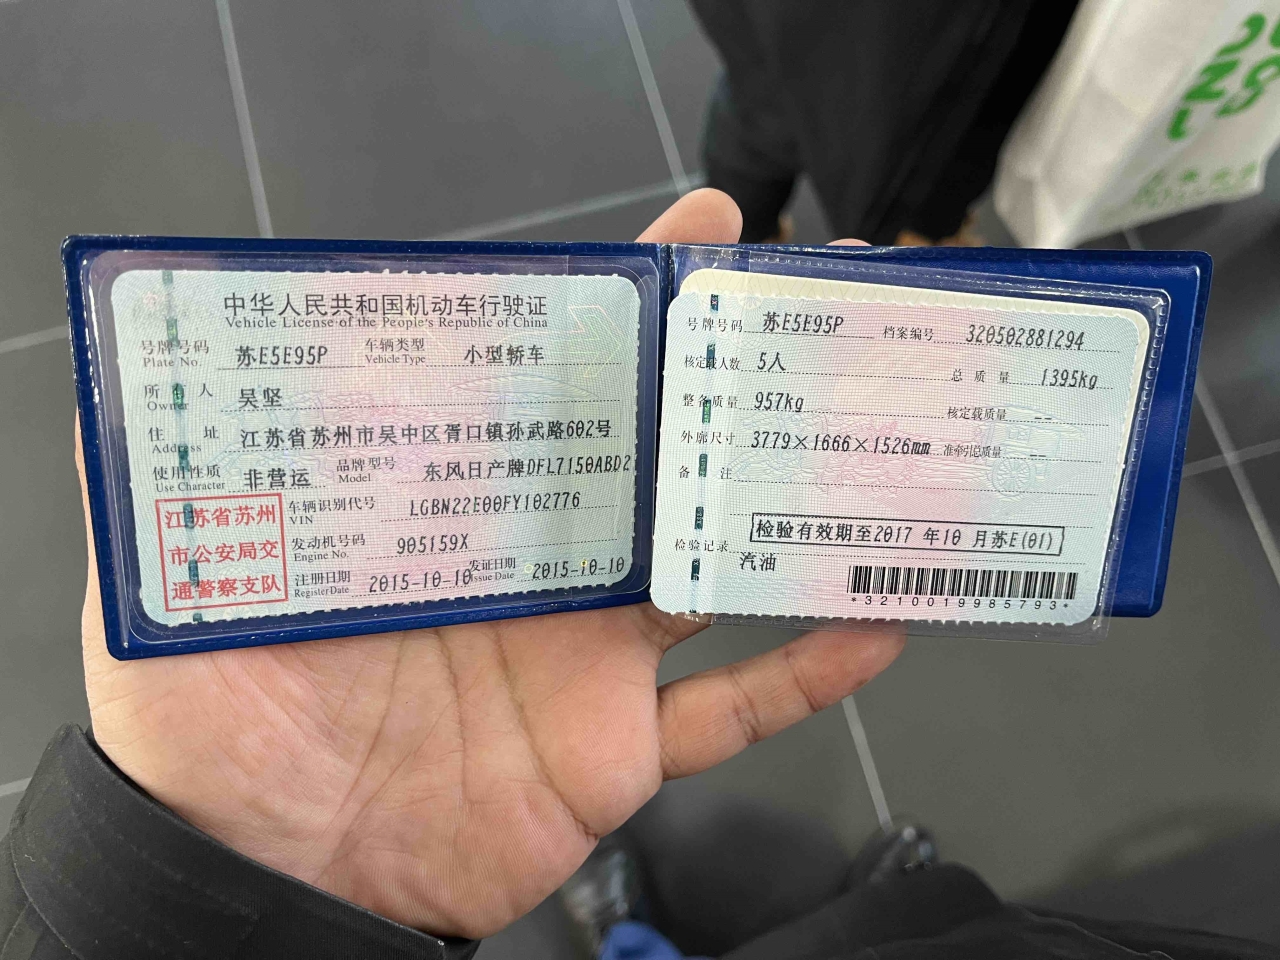 中华人民共和国机动车行驶证
Vehicle License of the People's Republic of China
号牌号码 苏E5E95P 车辆类型 小型轿车
Plate No. Vehicle Type
所有人 吴坚
Owner
住址 江苏省苏州市吴中区胥口镇孙武路602号
Address
使用性质 非营运 品牌型号 东风日产牌DFL7150ABD2
Use Character Model
江苏省苏州
市公安局交
通警察支队
车辆识别代号 LGBN22E00FY102776
VIN
发动机号码 905159X
Engine No.
注册日期 2015-10-10 发证日期 2015-10-10
Register Date Issue Date
号牌号码 苏E5E95P 档案编号 320502881294
核定载人数 5人 总质量 1395kg
整备质量 957kg 核定载质量 --
外廓尺寸 3779×1666×1526mm 准牵引总质量 --
备注
检验有效期至2017 年10 月苏E(01)
检验记录
汽油
*3210019985793*